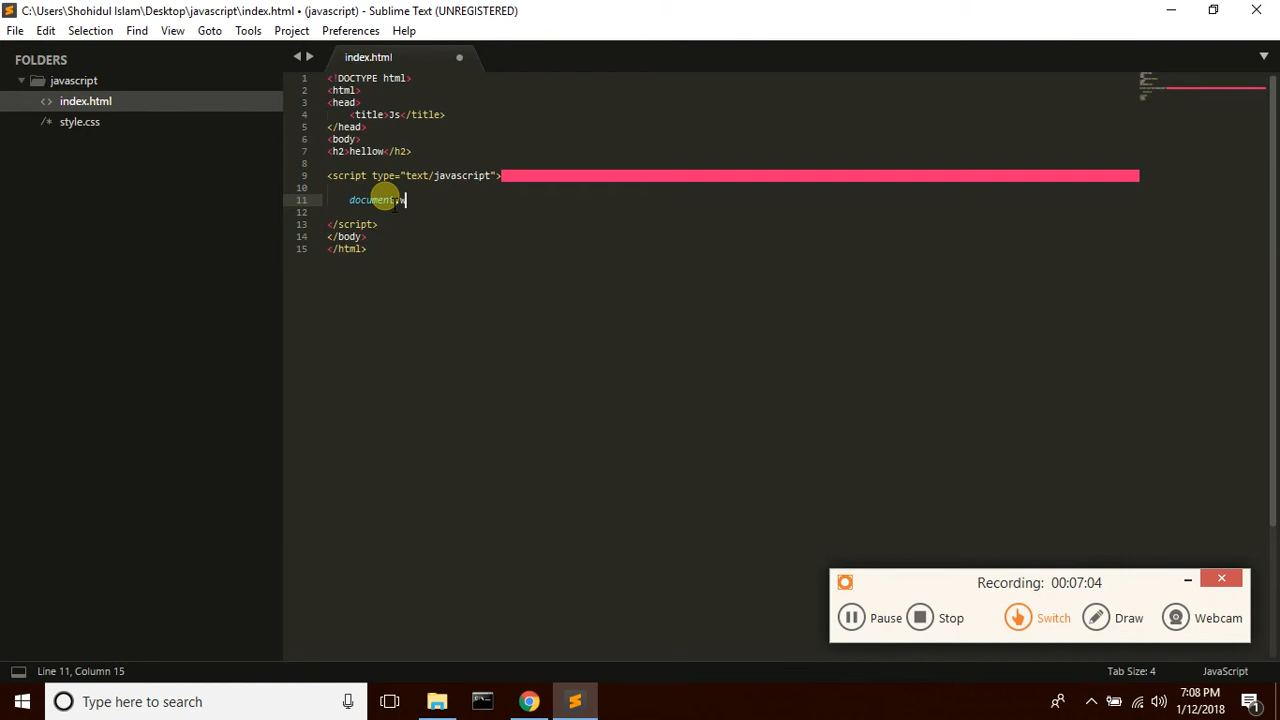 C:\Users\Shohidul Islam\Desktop\javascript\index.html • (javascript) - Sublime Text (UNREGISTERED)
File Edit Selection Find View Goto Tools Project Preferences Help
FOLDERS
javascript
<> index.html
/* style.css
index.html
1 <!DOCTYPE html>
2 <html>
3 <head>
4 <title>Js</title>
5 </head>
6 <body>
7 <h2>hellow</h2>
8
9 <script type="text/javascript">
10
11 document.w
12
13 </script>
14 </body>
15 </html>
Recording: 00:07:04
Pause Stop Switch Draw Webcam
Line 11, Column 15 Tab Size: 4 JavaScript
Type here to search
7:08 PM
1/12/2018
1